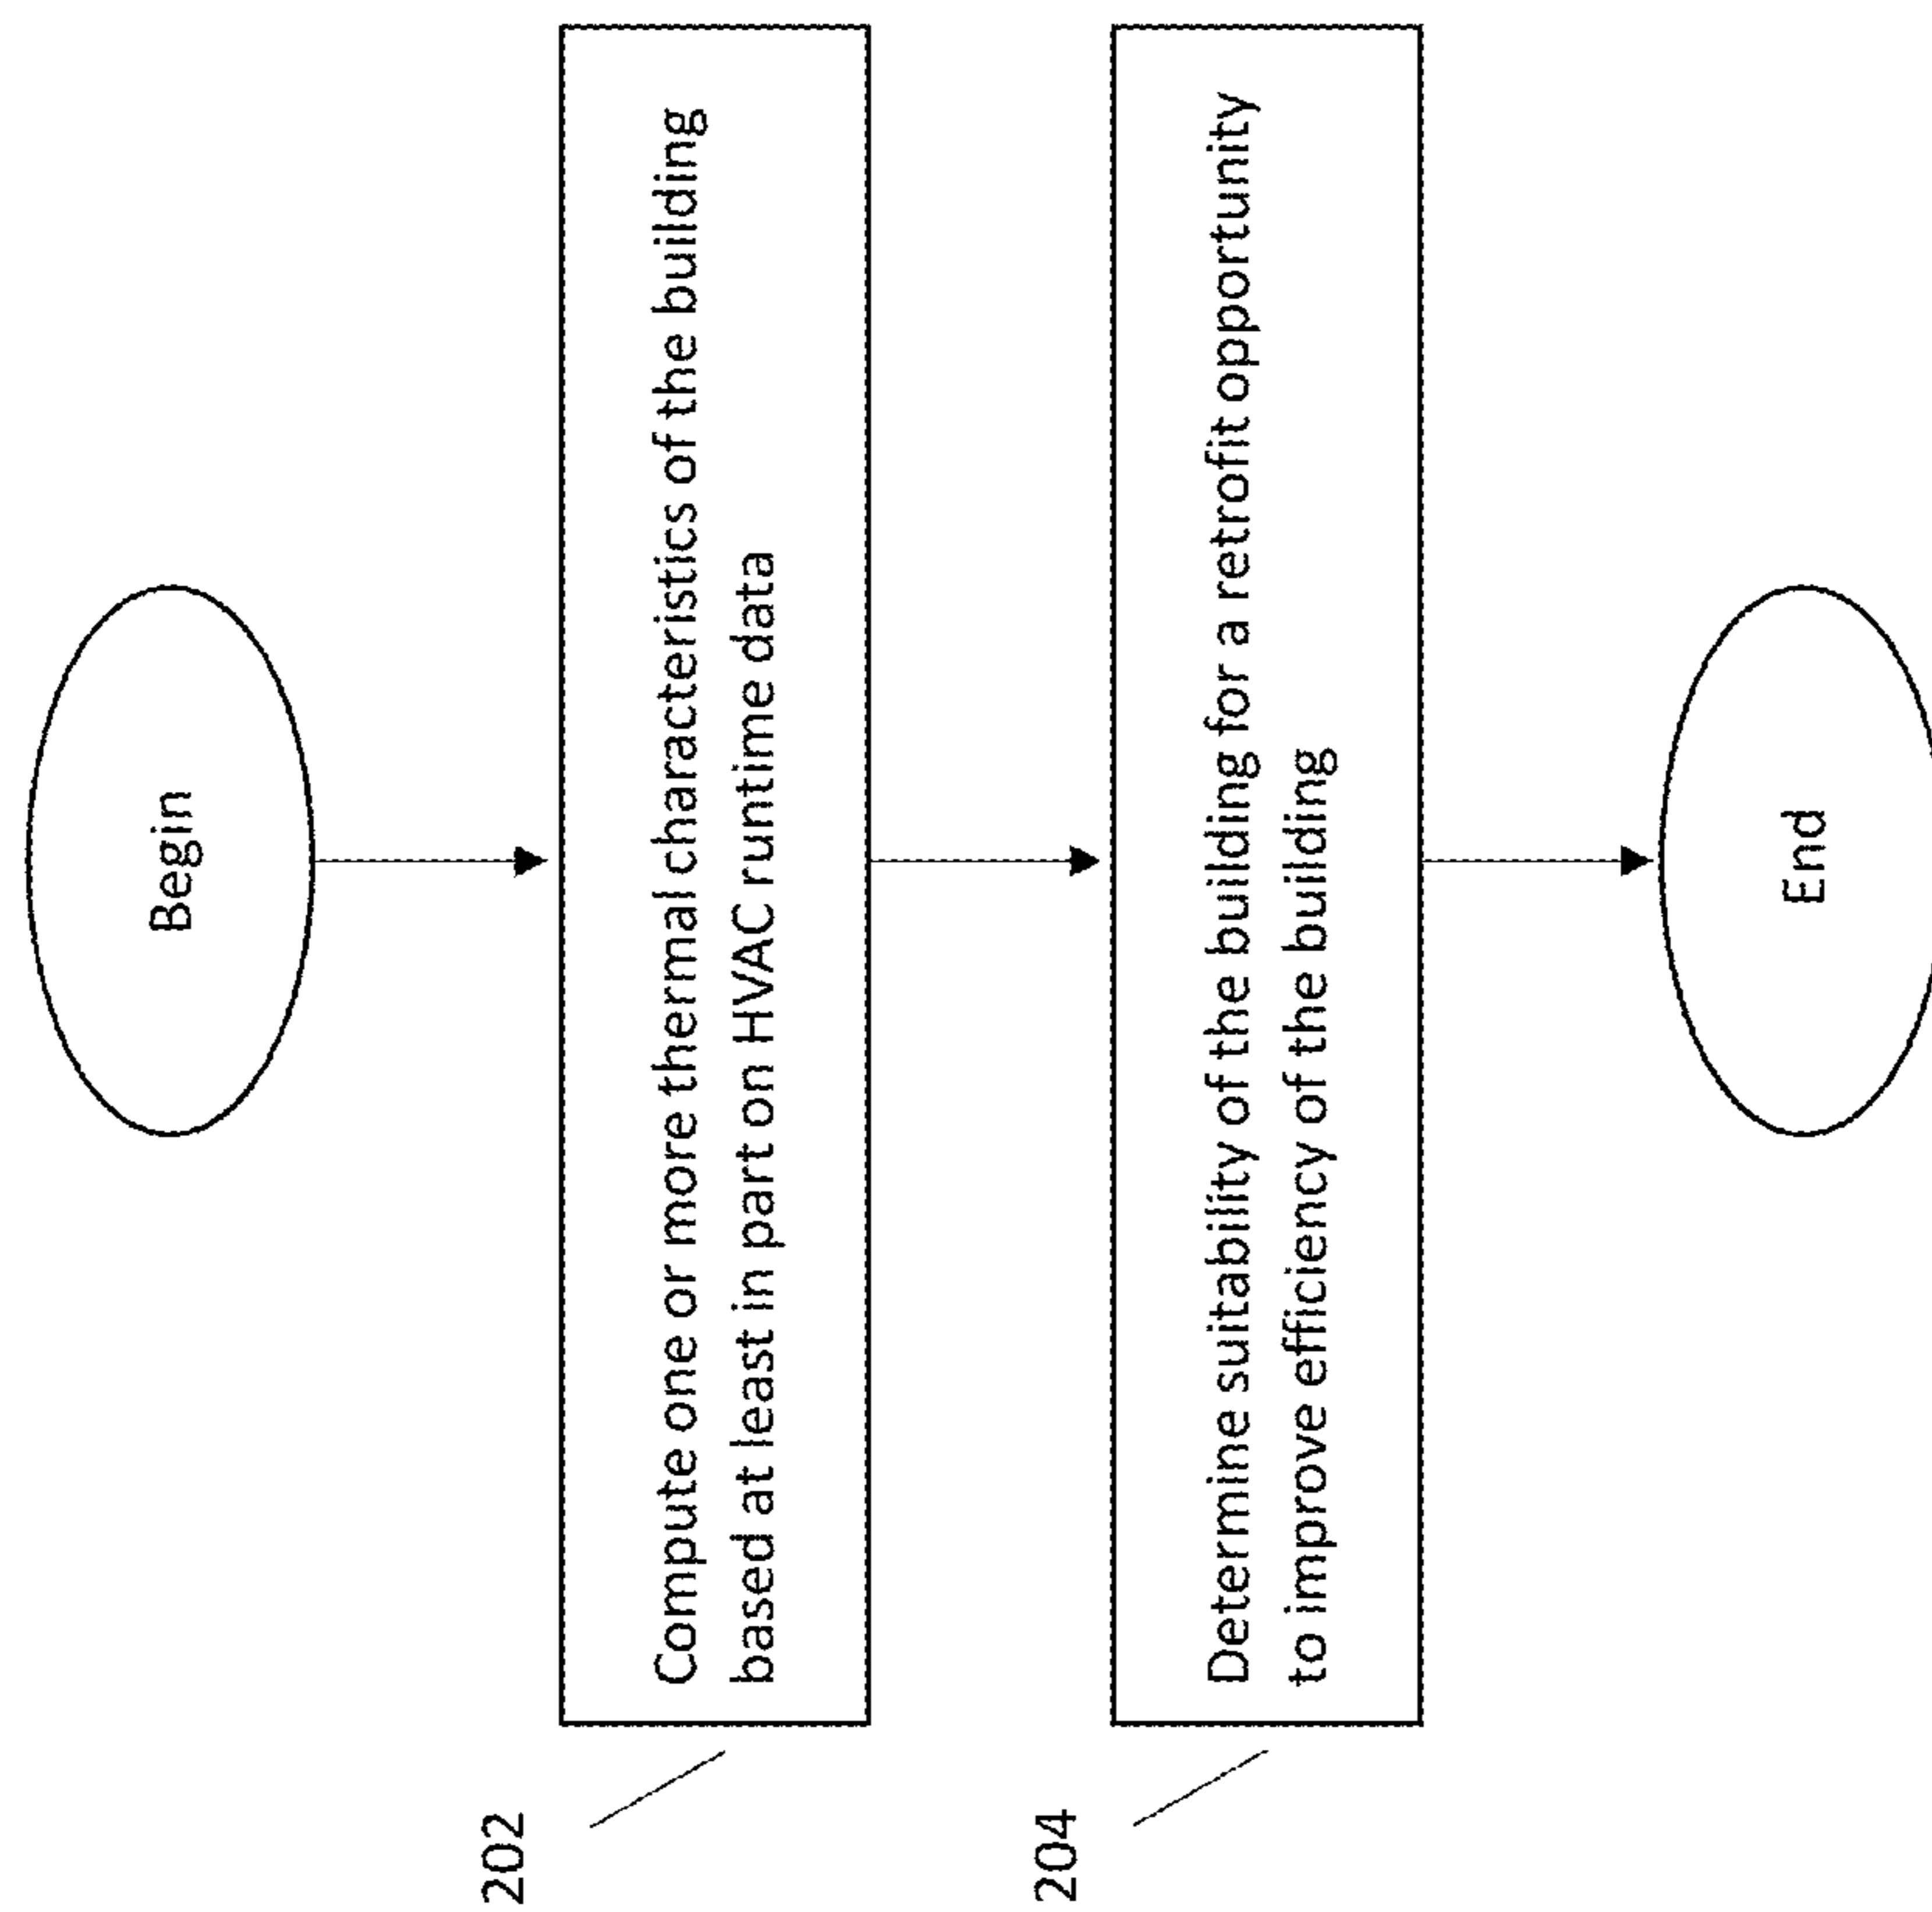 Begin
202
Compute one or more thermal characteristics of the building
based at least in part on HVAC runtime data
204
Determine suitability of the building for a retrofit opportunity
to improve efficiency of the building
End